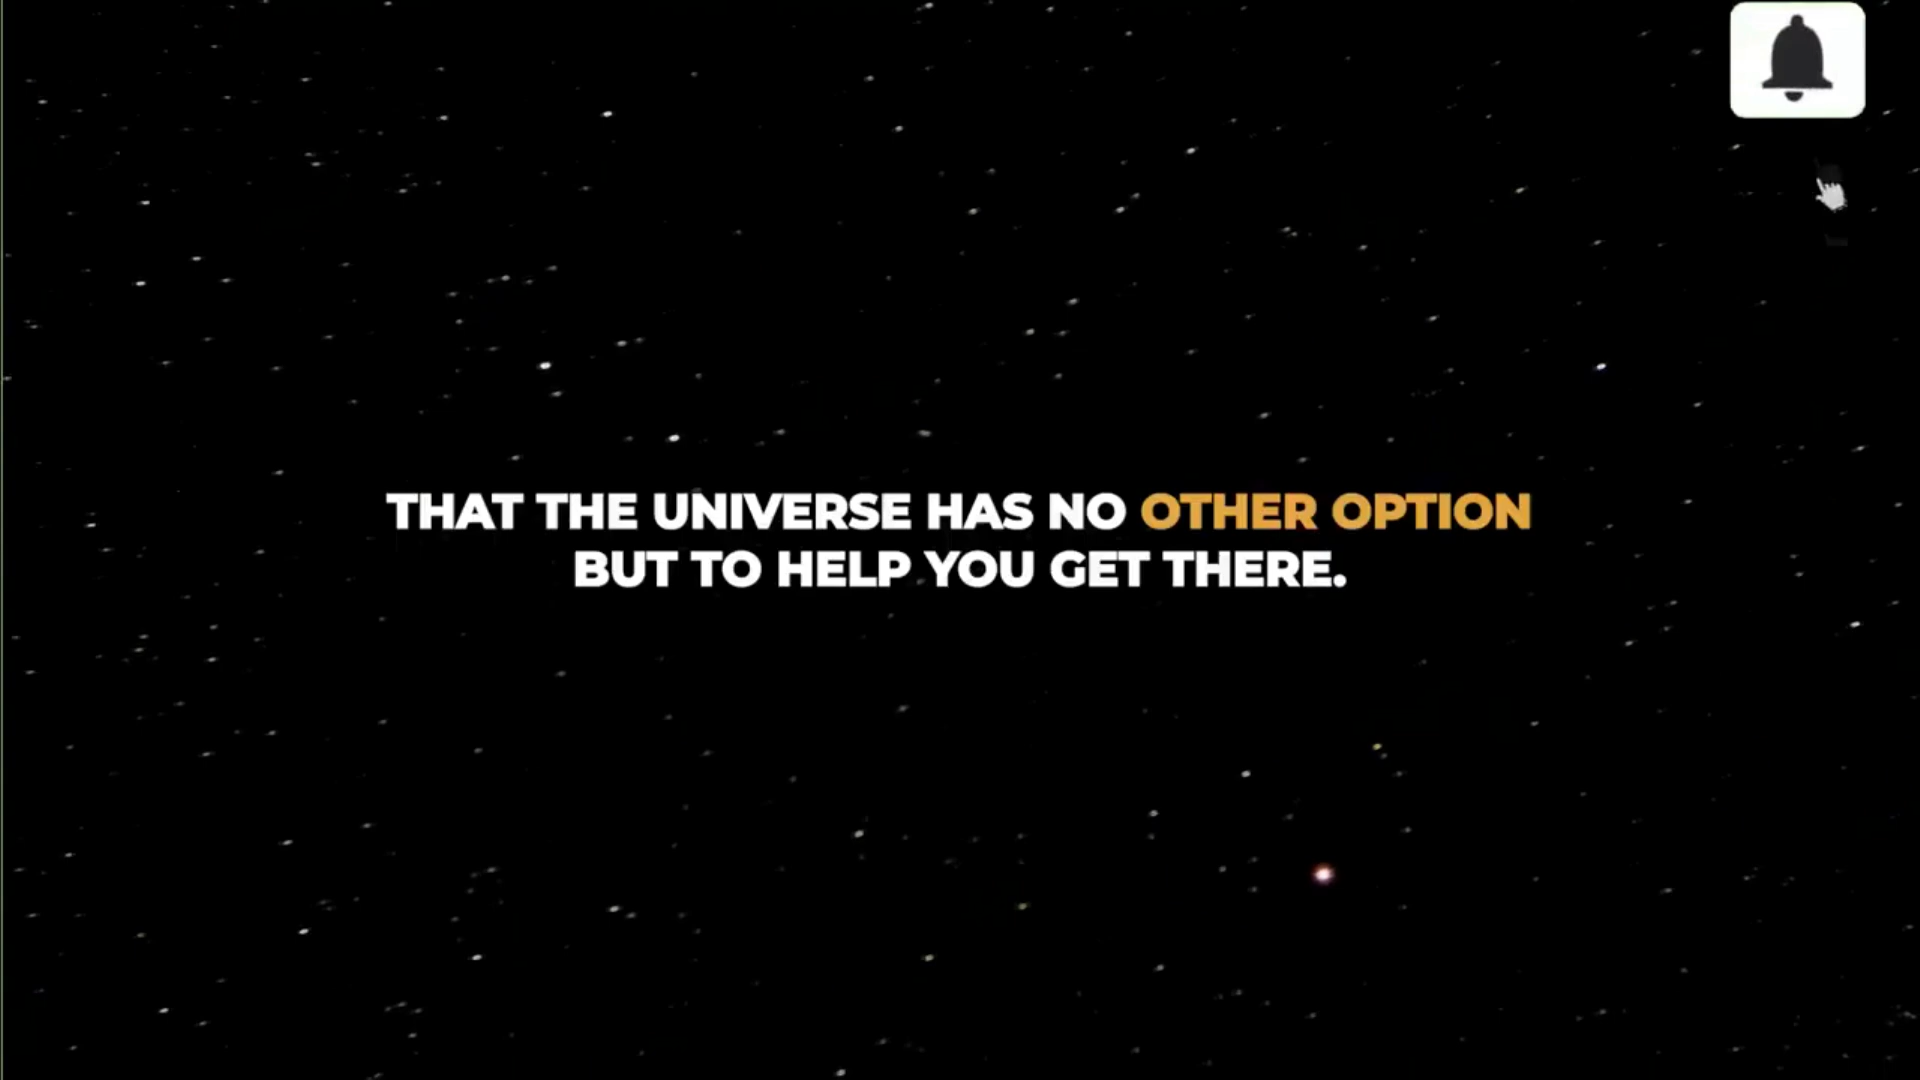 THAT THE UNIVERSE HAS NO OTHER OPTION
BUT TO HELP YOU GET THERE.